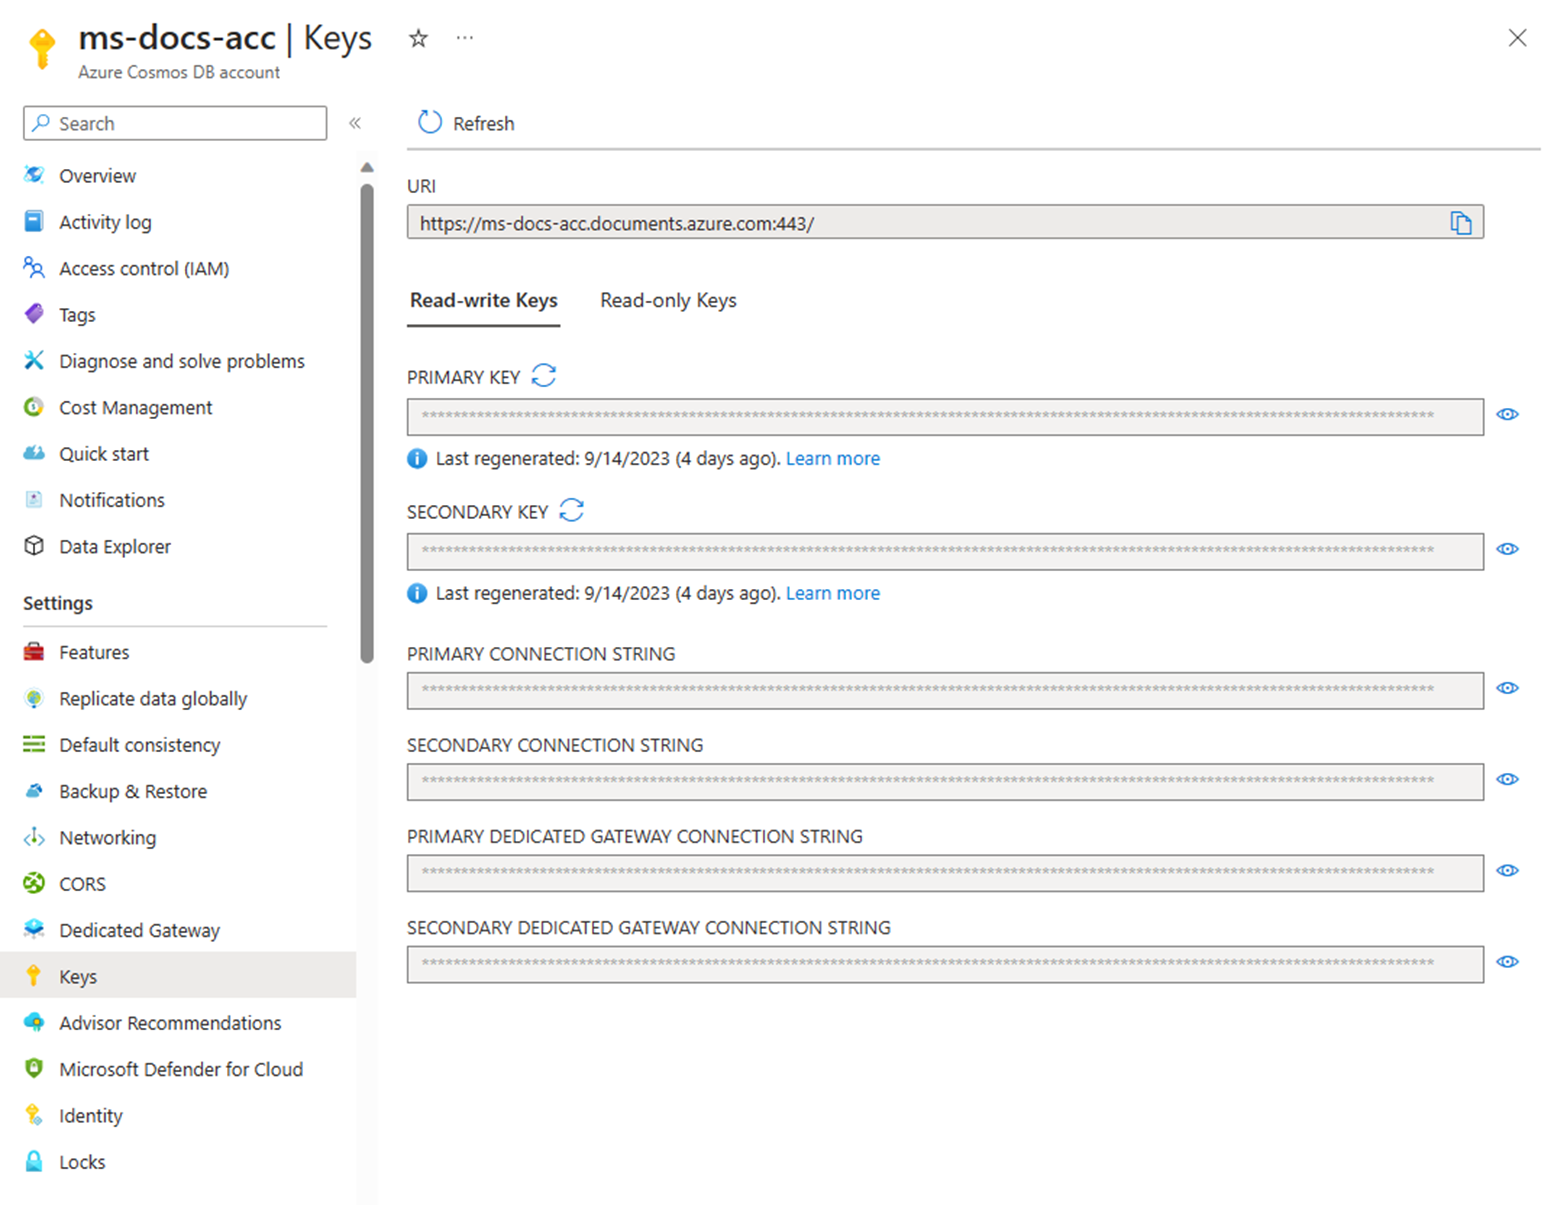 ms-docs-acc | Keys
Azure Cosmos DB account
Search
Overview
Activity log
Access control (IAM)
Tags
Diagnose and solve problems
Cost Management
Quick start
Notifications
Data Explorer
Settings
Features
Replicate data globally
Default consistency
Backup & Restore
Networking
CORS
Dedicated Gateway
Keys
Advisor Recommendations
Microsoft Defender for Cloud
Identity
Locks
Refresh
URI
https://ms-docs-acc.documents.azure.com:443/
Read-write Keys Read-only Keys
PRIMARY KEY
Last regenerated: 9/14/2023 (4 days ago). Learn more
SECONDARY KEY
Last regenerated: 9/14/2023 (4 days ago). Learn more
PRIMARY CONNECTION STRING
SECONDARY CONNECTION STRING
PRIMARY DEDICATED GATEWAY CONNECTION STRING
SECONDARY DEDICATED GATEWAY CONNECTION STRING